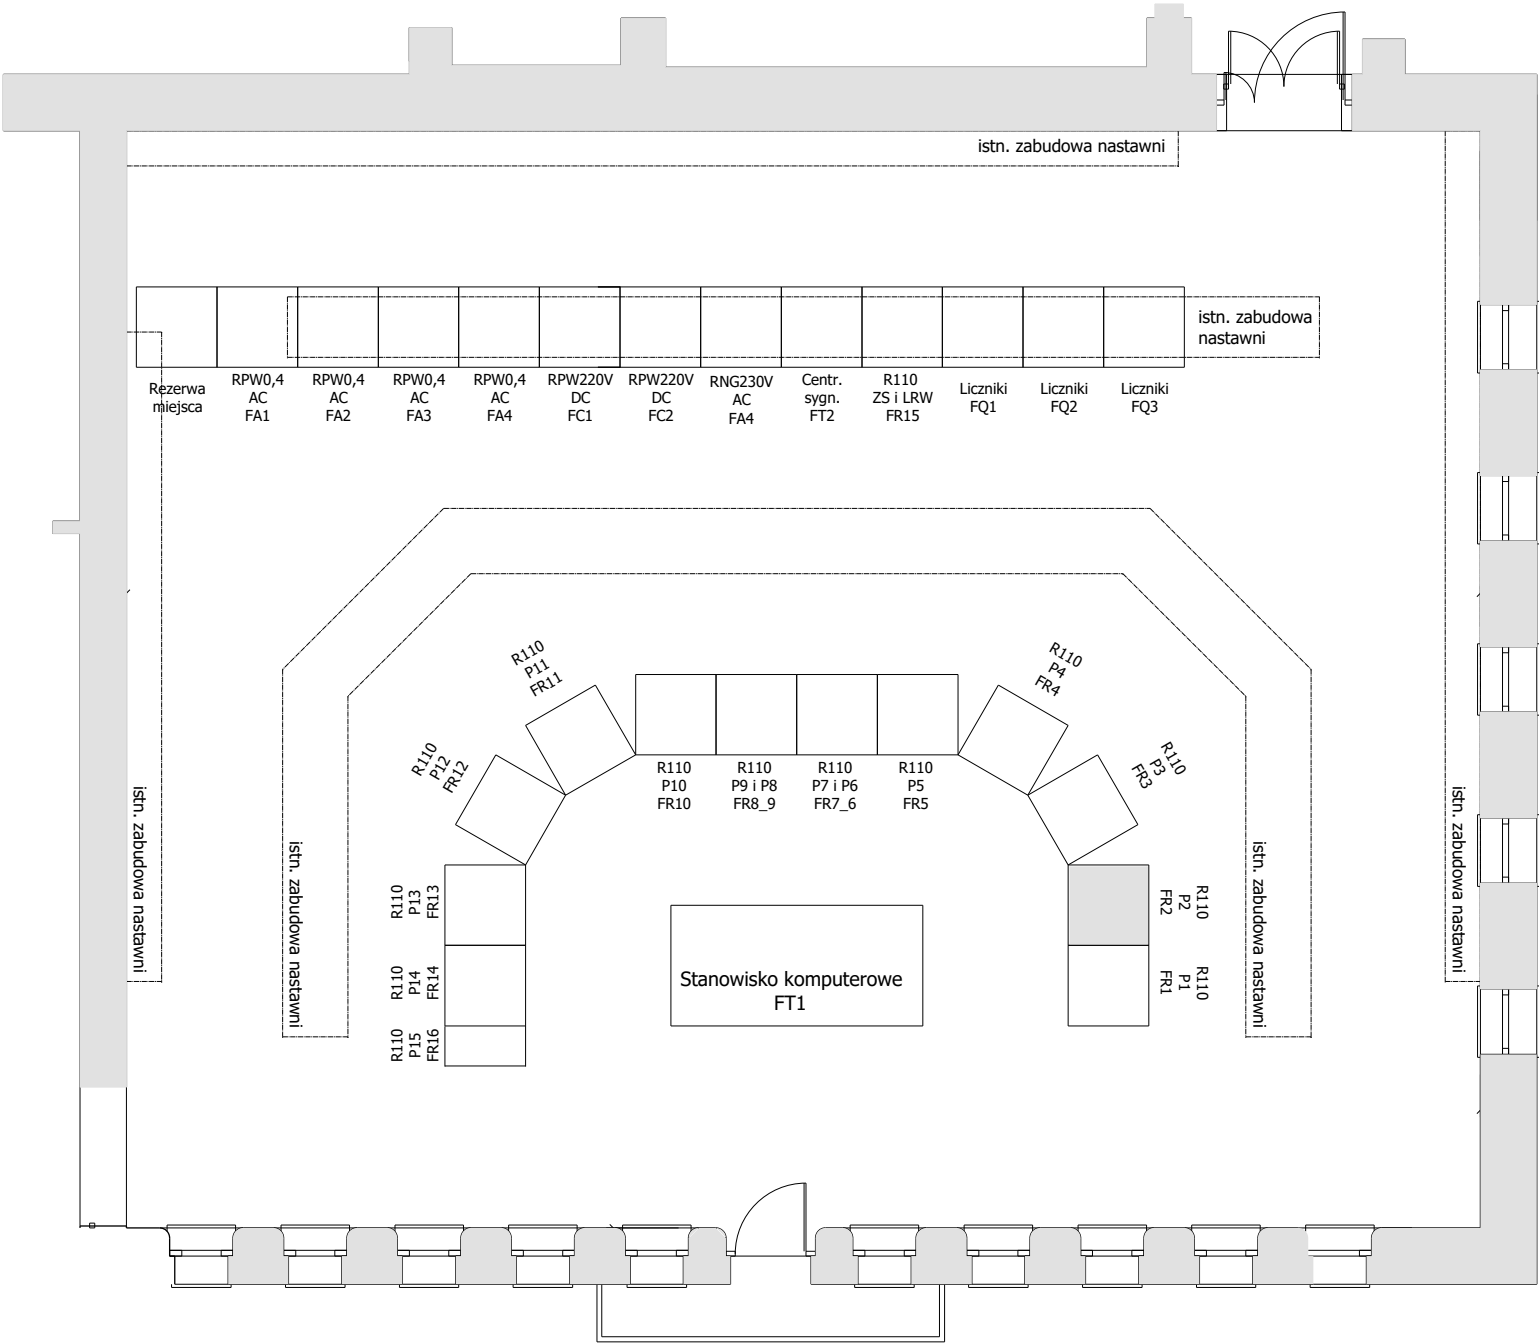 istn. zabudowa nastawni
istn. zabudowa
nastawni
Rezerwa
miejsca
RPW0,4
AC
FA1
RPW0,4
AC
FA2
RPW0,4
AC
FA3
RPW0,4
AC
FA4
RPW220V
DC
FC1
RPW220V
DC
FC2
RNG230V
AC
FA4
Centr.
sygn.
FT2
R110
ZS i LRW
FR15
Liczniki
FQ1
Liczniki
FQ2
Liczniki
FQ3
R110
P11
FR11
R110
P4
FR4
R110
P12
FR12
R110
P3
FR3
R110
P10
FR10
R110
P9 i P8
FR8_9
R110
P7 i P6
FR7_6
R110
P5
FR5
istn. zabudowa nastawni
istn. zabudowa nastawni
R110
P13
FR13
R110
P14
FR14
R110
P15
FR16
Stanowisko komputerowe
FT1
R110
P2
FR2
R110
P1
FR1
istn. zabudowa nastawni
istn. zabudowa nastawni